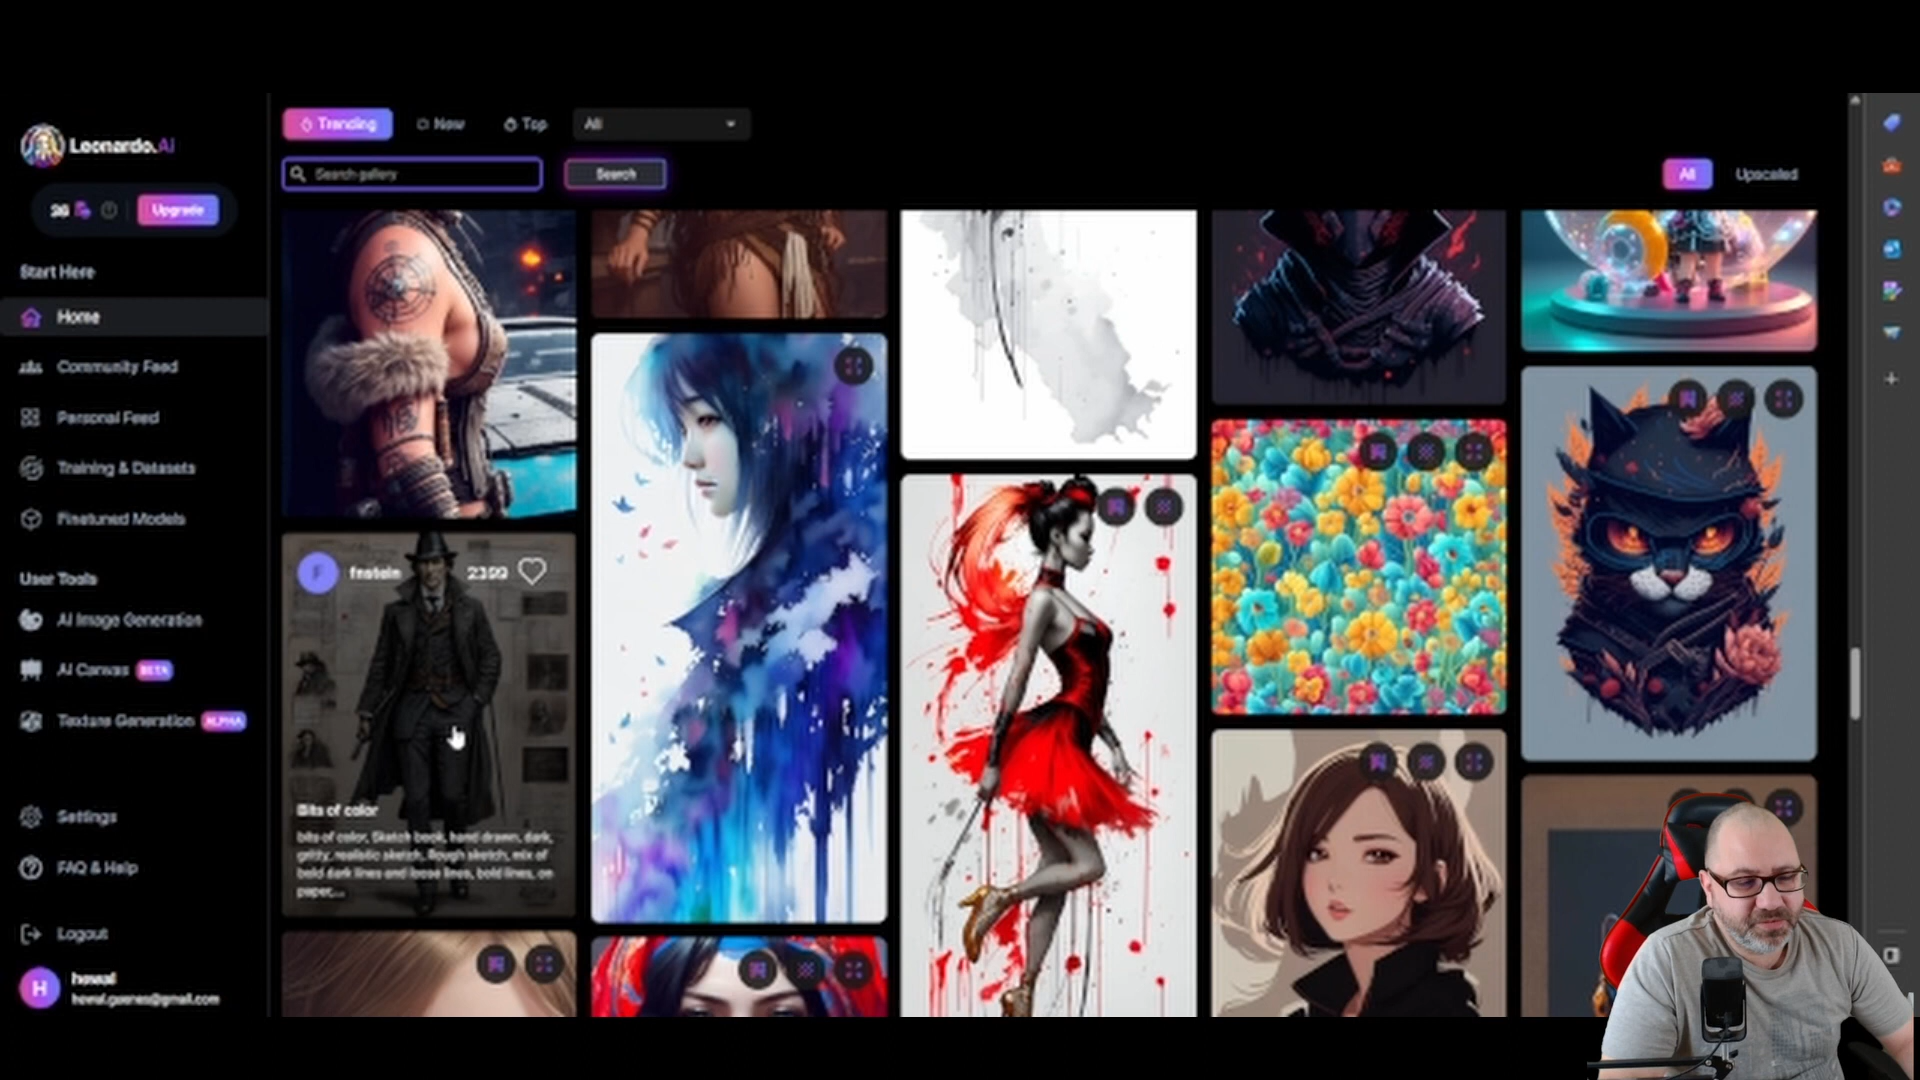 Leonardo.AI
Upgrade
Start Here
Home
Community Feed
Personal Feed
Training & Datasets
Finetuned Models
User Tools
AI Image Generation
AI Canvas BETA
Texture Generation ALPHA
Settings
FAQ & Help
Logout
H
Trending
New
Top
All
Search gallery
Search
All
Upscaled
F
2399
Bits of color
bits of color, Sketch book, hand drawn, dark,
gritty, realistic sketch, Rough sketch, mix of
bold dark lines and loose lines, bold lines, on
paper,...